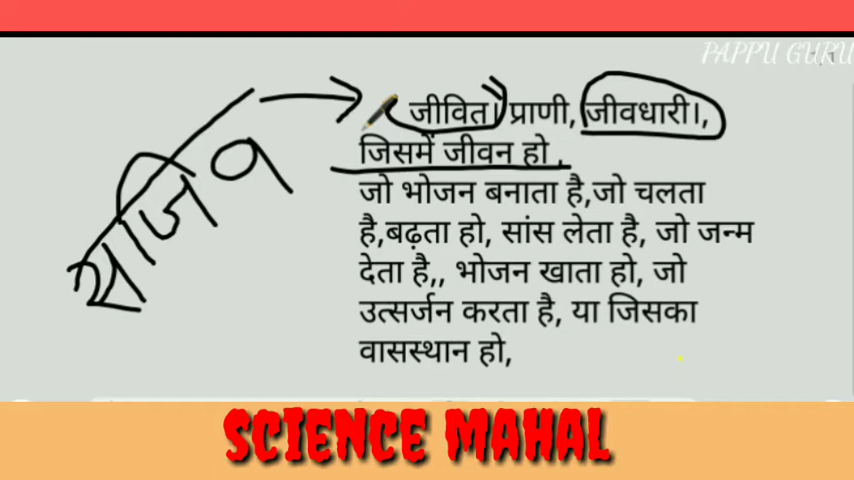 PAPPU GURU
जीवित। प्राणी, जीवधारी।,
जिसमें जीवन हो ,
जो भोजन बनाता है,जो चलता
है,बढ़ता हो, सांस लेता है, जो जन्म
देता है,, भोजन खाता हो, जो
उत्सर्जन करता है, या जिसका
वासस्थान हो,
SCIENCE MAHAL